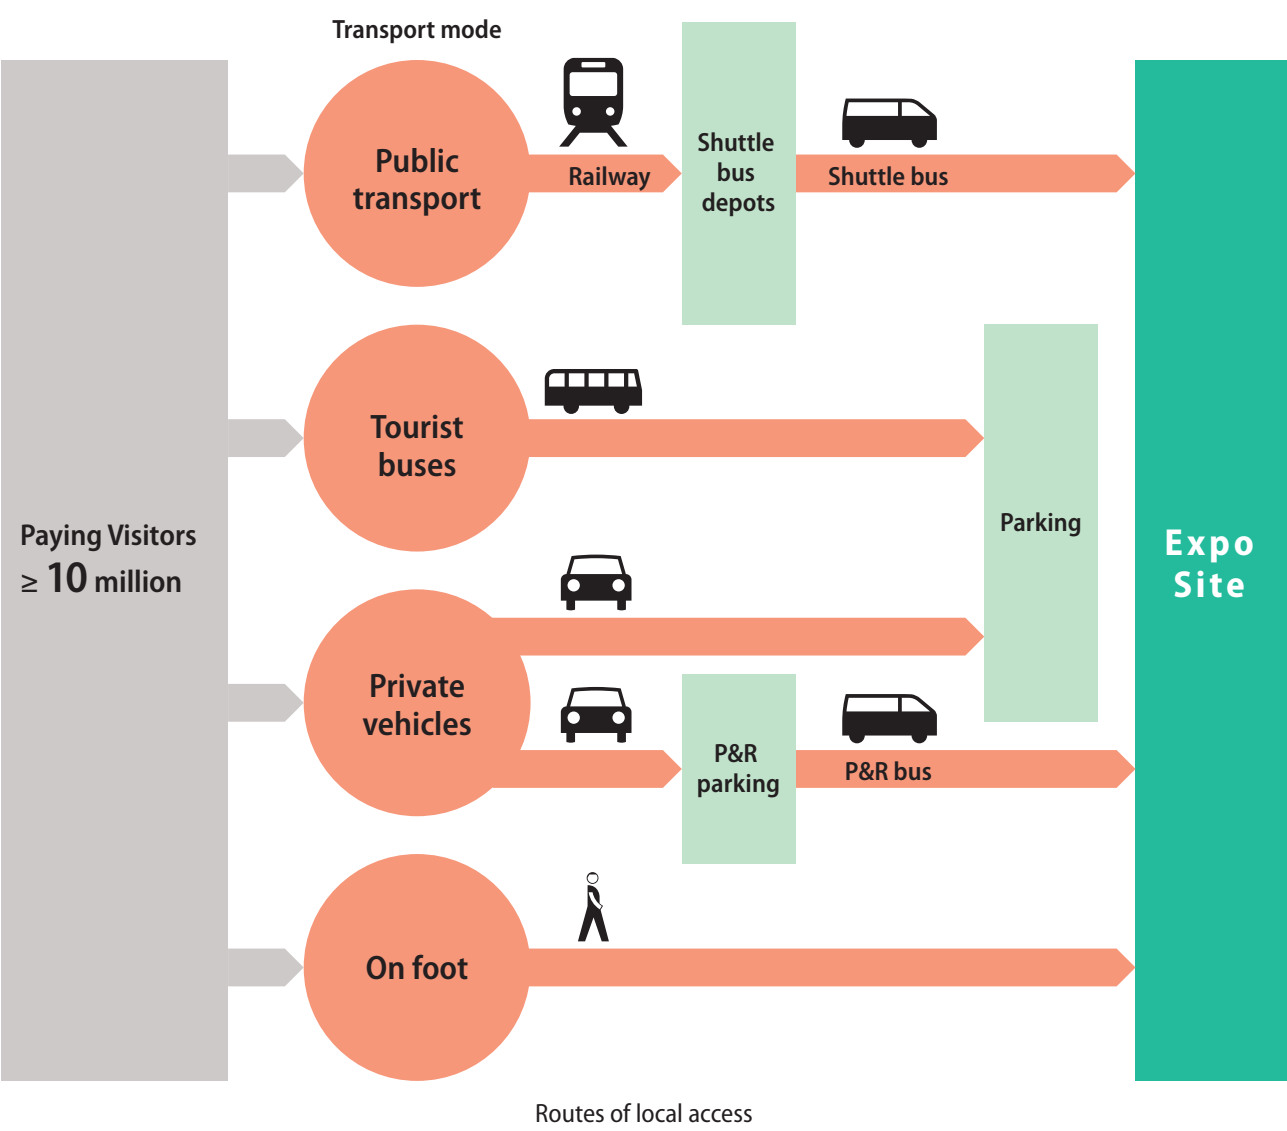 Transport mode
Public
transport
Railway
Shuttle
bus
depots
Shuttle bus
Tourist
buses
Parking
Paying Visitors
≥ 10 million
Expo
Site
Private
vehicles
P&R
parking
P&R bus
On foot
Routes of local access